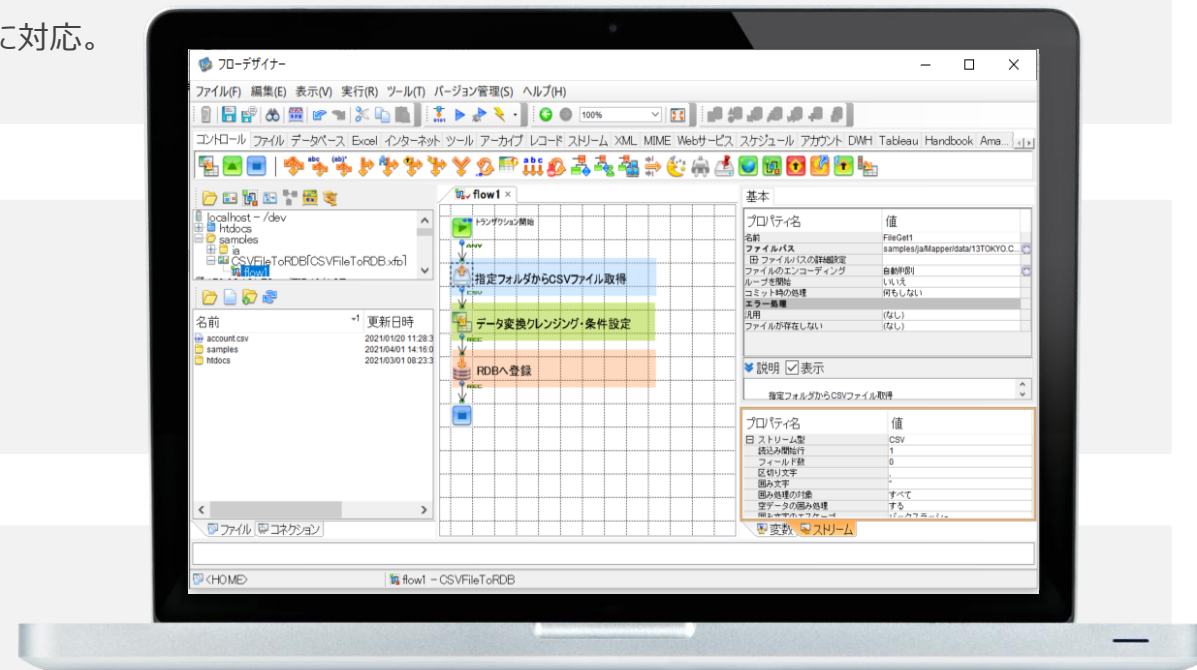 に対応。
フローデザイナー
ファイル(F) 編集(E) 表示(V) 実行(R) ツール(T) バージョン管理(S) ヘルプ(H)
100%
コントロール ファイル データベース Excel インターネット ツール アーカイブ レコード ストリーム XML MIME Webサービス スケジュール アカウント DWH Tableau Handbook Ama...
localhost - /dev
htdocs
samples
ja
CSVFileToRDB[CSVFileToRDB.xfp]
flow1
名前 更新日時
account.csv 2021/01/20 11:28:3
samples 2021/04/01 14:16:0
htdocs 2021/03/01 08:23:3
ファイル コネクション
flow1 ×
トランザクション開始
ANY
指定フォルダからCSVファイル取得
CSV
データ変換クレンジング・条件設定
REC
RDBへ登録
REC
基本
プロパティ名 値
名前 FileGet1
ファイルパス samples/jaMapper/data/13TOKYO.C...
ファイルパスの詳細設定
ファイルのエンコーディング 自動判別
ループを開始 いいえ
コミット時の処理 何もしない
エラー処理
汎用 (なし)
ファイルが存在しない (なし)
説明 表示
指定フォルダからCSVファイル取得
プロパティ名 値
ストリーム型 CSV
読込み開始行 1
フィールド数 0
区切り文字 ,
囲み文字 "
囲み処理の対象 すべて
空データの囲み処理 する
変数 ストリーム
<HOME> flow1 - CSVFileToRDB